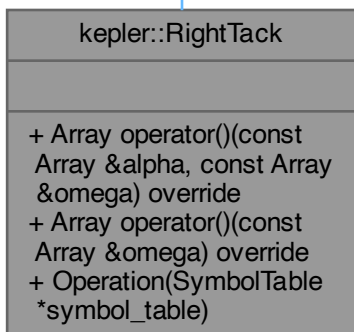 kepler::RightTack
+ Array operator()(const
Array &alpha, const Array
&omega) override
+ Array operator()(const
Array &omega) override
+ Operation(SymbolTable
*symbol_table)